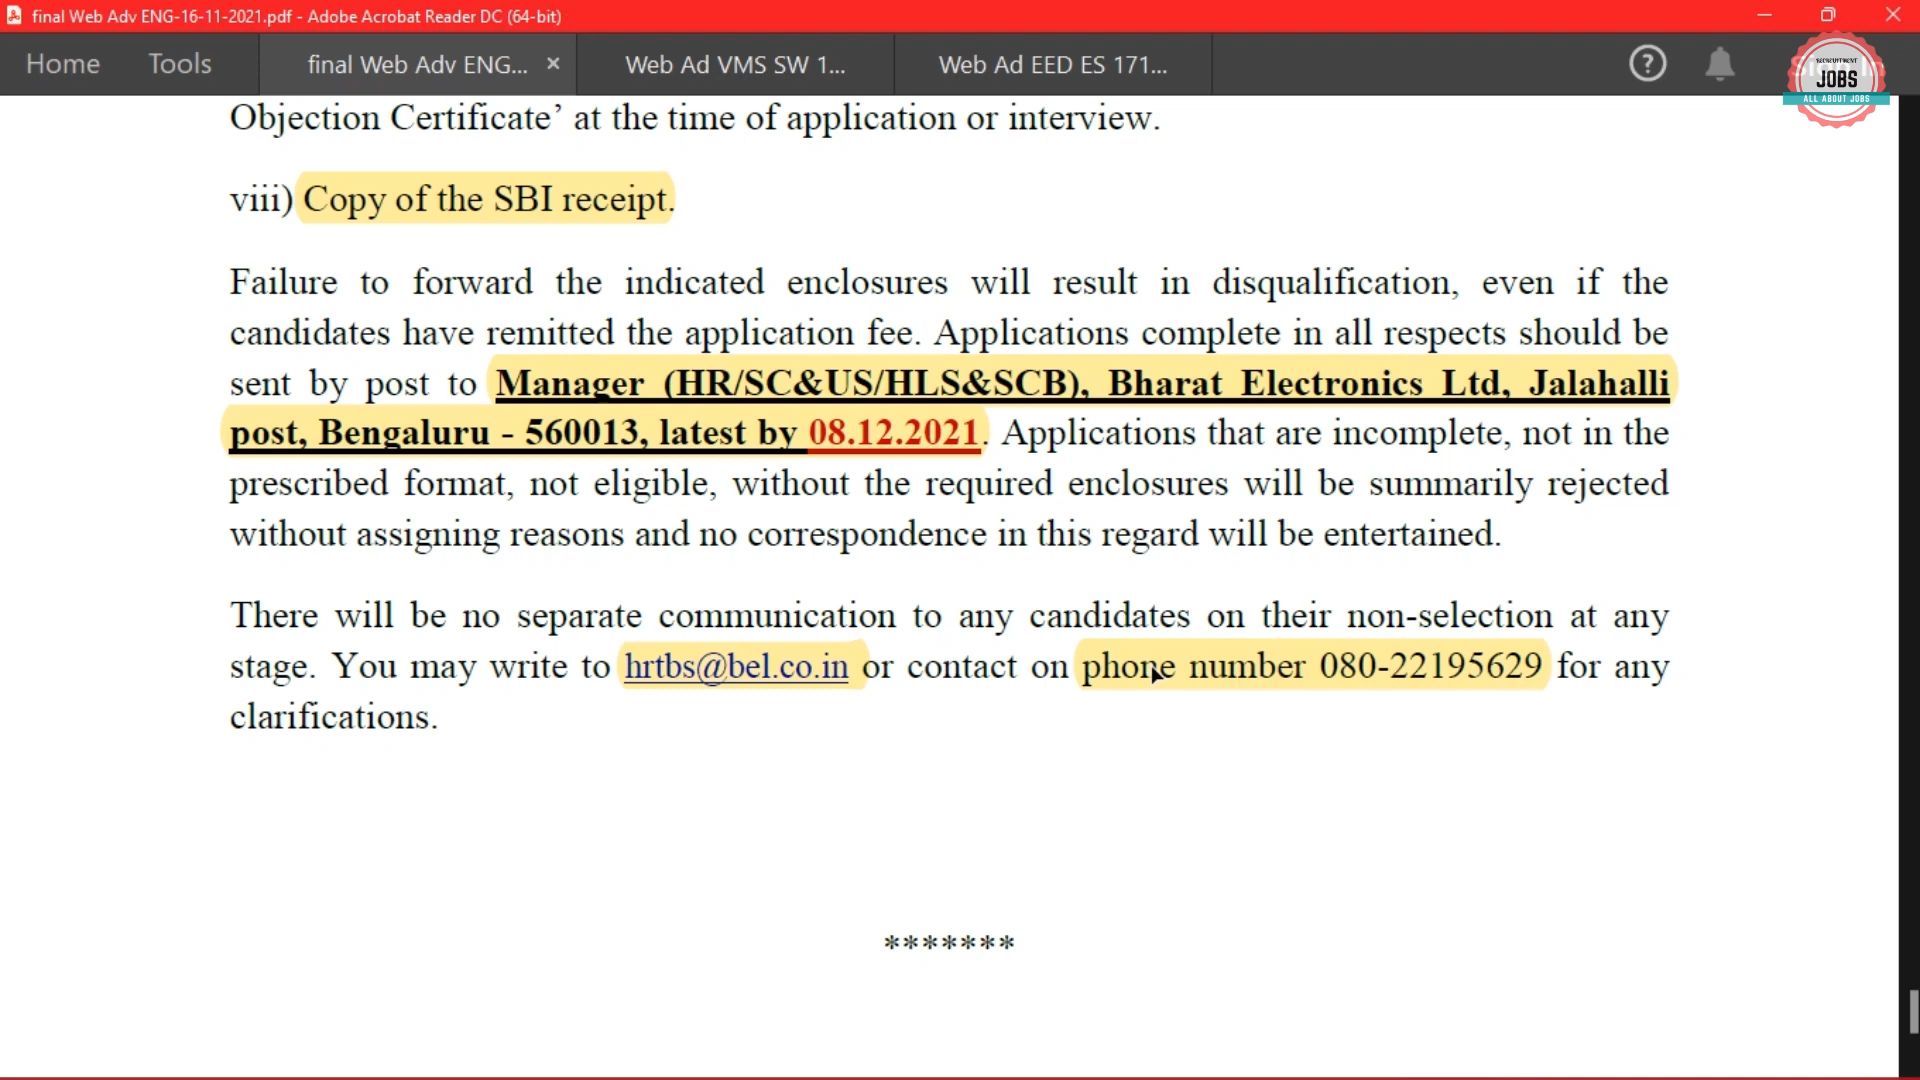 final Web Adv ENG-16-11-2021.pdf - Adobe Acrobat Reader DC (64-bit)
Home Tools final Web Adv ENG... × Web Ad VMS SW 1... Web Ad EED ES 171...
RECRUITMENT
JOBS
ALL ABOUT JOBS
Objection Certificate’ at the time of application or interview.
viii) Copy of the SBI receipt.
Failure to forward the indicated enclosures will result in disqualification, even if the
candidates have remitted the application fee. Applications complete in all respects should be
sent by post to Manager (HR/SC&US/HLS&SCB), Bharat Electronics Ltd, Jalahalli
post, Bengaluru - 560013, latest by 08.12.2021. Applications that are incomplete, not in the
prescribed format, not eligible, without the required enclosures will be summarily rejected
without assigning reasons and no correspondence in this regard will be entertained.
There will be no separate communication to any candidates on their non-selection at any
stage. You may write to hrtbs@bel.co.in or contact on phone number 080-22195629 for any
clarifications.
*******